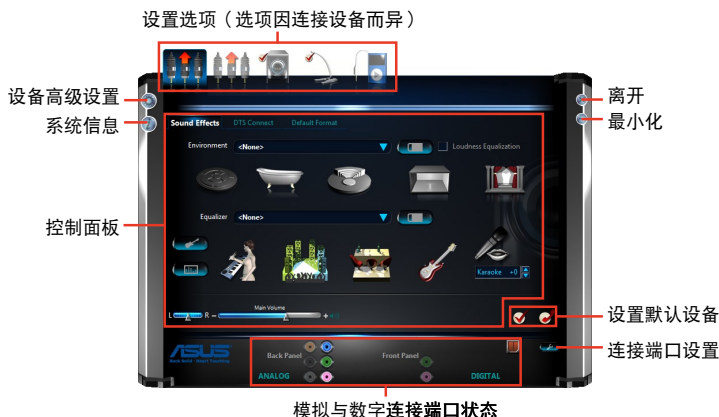 设置选项（选项因连接设备而异）
设备高级设置
离开
系统信息
最小化
Sound Effects DTS Connect Default Format
Environment <None> Loudness Equalization
控制面板
Equalizer <None>
Karaoke +0
Main Volume
L R - +
设置默认设备
ASUS
Back Panel Front Panel
连接端口设置
ANALOG DIGITAL
模拟与数字连接端口状态